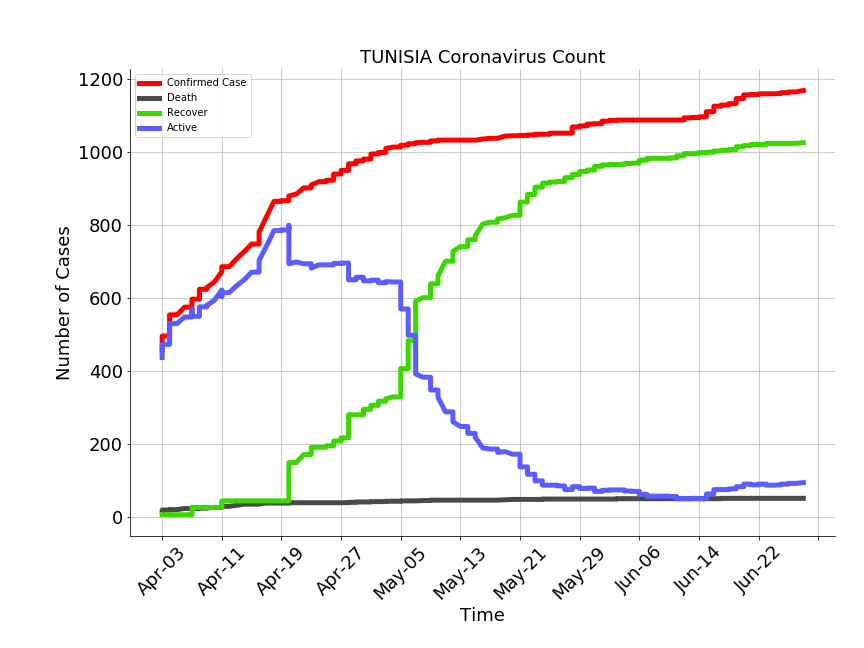 TUNISIA Coronavirus Count
1200
1000
800
600
400
200
0
Number of Cases
Confirmed Case
Death
Recover
Active
Apr-03
Apr-11
Apr-19
Apr-27
May-05
May-13
May-21
May-29
Jun-06
Jun-14
Jun-22
Time